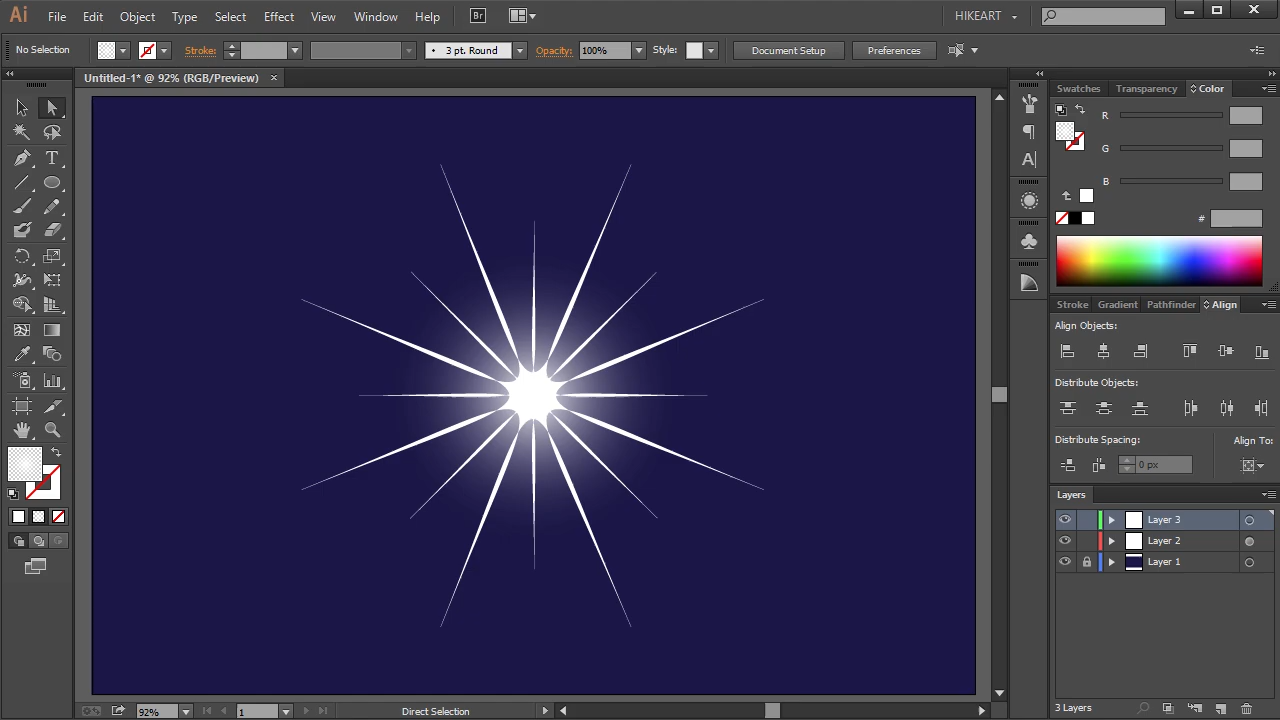 Ai File Edit Object Type Select Effect View Window Help Br HIKEART
No Selection Stroke: 3 pt. Round Opacity: 100% Style: Document Setup Preferences
Untitled-1* @ 92% (RGB/Preview) ×
Swatches Transparency Color
R
G
B
#
Stroke Gradient Pathfinder Align
Align Objects:
Distribute Objects:
Distribute Spacing: Align To:
0 px
Layers
Layer 3
Layer 2
Layer 1
3 Layers
92% 1 Direct Selection